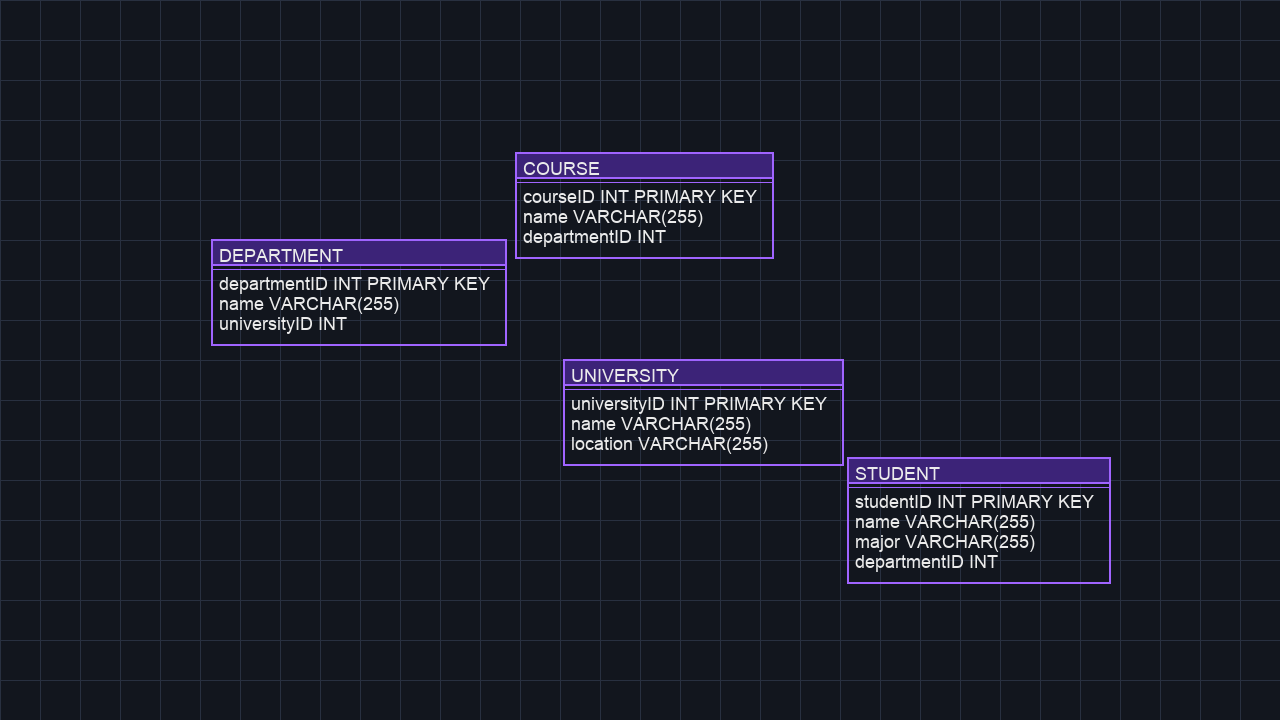 COURSE
courseID INT PRIMARY KEY
name VARCHAR(255)
departmentID INT
DEPARTMENT
departmentID INT PRIMARY KEY
name VARCHAR(255)
universityID INT
UNIVERSITY
universityID INT PRIMARY KEY
name VARCHAR(255)
location VARCHAR(255)
STUDENT
studentID INT PRIMARY KEY
name VARCHAR(255)
major VARCHAR(255)
departmentID INT